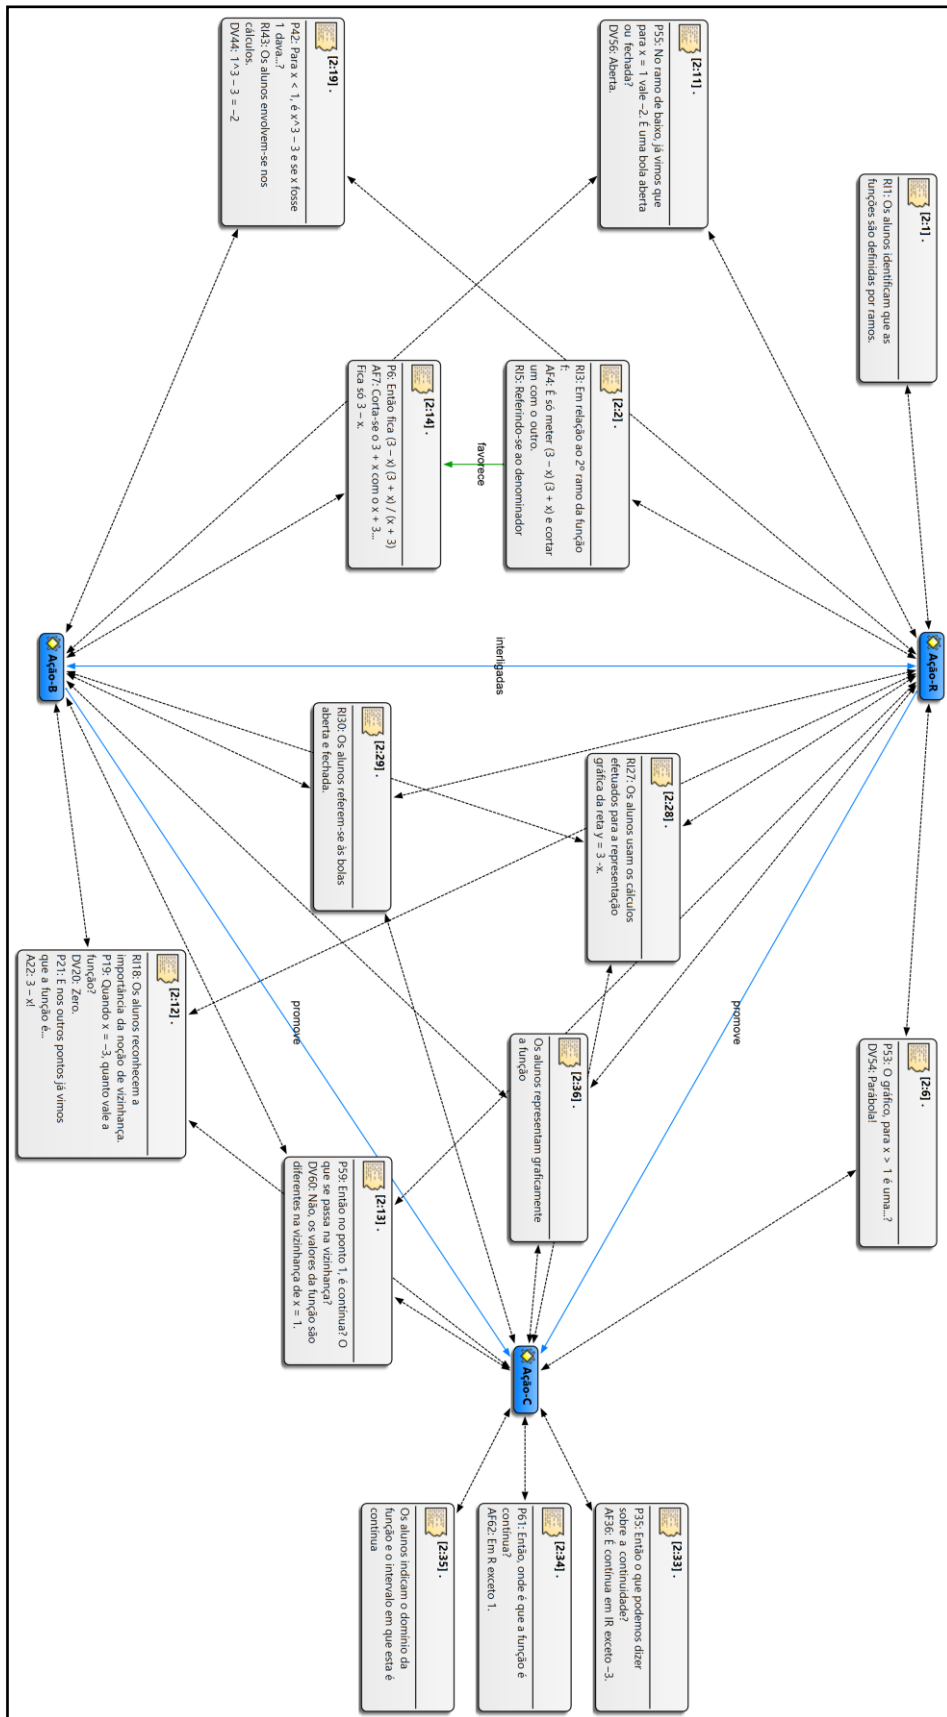 [2:1] .
RI1: Os alunos identificam que as
funções são definidas por ramos.
[2:11] .
P55: No ramo de baixo, já vimos que
para x = 1 vale –2. É uma bola aberta
ou fechada?
DV56: Aberta.
[2:19] .
P42: Para x < 1, é x^3 – 3 e se x fosse
1 dava...?
RI43: Os alunos envolvem-se nos
cálculos.
DV44: 1^3 – 3 = –2
[2:2] .
RI3: Em relação ao 2º ramo da função
f:
AF4: É só meter (3 – x) (3 + x) e cortar
um com o outro.
RI5: Referindo-se ao denominador
favorece
[2:14] .
P6: Então fica (3 – x) (3 + x) / (x + 3)
AF7: Corta-se o 3 + x com o x + 3...
Fica só 3 – x.
Ação-R
interligadas
Ação-B
[2:28] .
RI27: Os alunos usam os cálculos
efetuados para a representação
gráfica da reta y = 3 -x.
[2:29] .
RI30: Os alunos referem-se às bolas
aberta e fechada.
promove
promove
[2:6] .
P53: O gráfico, para x > 1 é uma...?
DV54: Parábola!
[2:36] .
Os alunos representam graficamente
a função
[2:12] .
RI18: Os alunos reconhecem a
importância da noção de vizinhança.
P19: Quando x = –3, quanto vale a
função?
DV20: Zero.
P21: E nos outros pontos já vimos
que a função é...
A22: 3 – x!
[2:13] .
P59: Então no ponto 1, é contínua? O
que se passa na vizinhança?
DV60: Não, os valores da função são
diferentes na vizinhança de x = 1.
Ação-C
[2:33] .
P35: Então o que podemos dizer
sobre a continuidade?
AF36: É contínua em IR exceto –3.
[2:34] .
P61: Então, onde é que a função é
contínua?
AF62: Em R exceto 1.
[2:35] .
Os alunos indicam o domínio da
função e o intervalo em que esta é
contínua